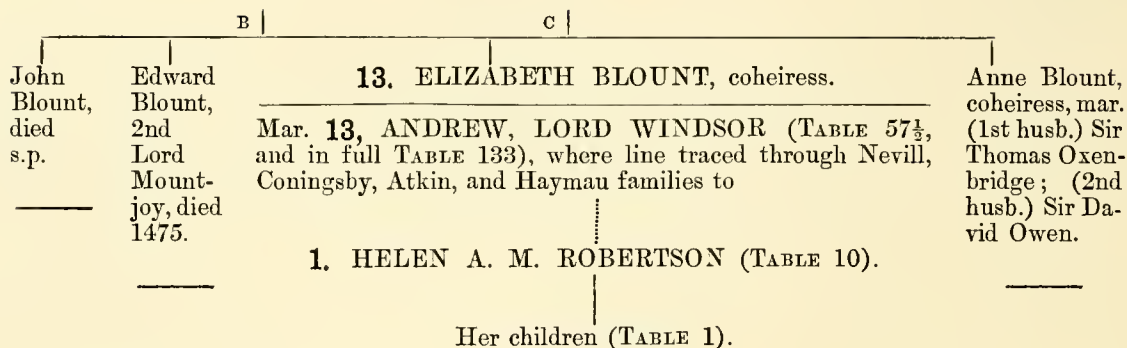 B C
John
Blount,
died
s.p.
Edward
Blount,
2nd
Lord
Mount-
joy, died
1475.
13. ELIZABETH BLOUNT, coheiress.
Mar. 13, ANDREW, LORD WINDSOR (TABLE 57½,
and in full TABLE 133), where line traced through Nevill,
Coningsby, Atkin, and Haymau families to
1. HELEN A. M. ROBERTSON (TABLE 10).
Her children (TABLE 1).
Anne Blount,
coheiress, mar.
(1st husb.) Sir
Thomas Oxen-
bridge; (2nd
husb.) Sir Da-
vid Owen.